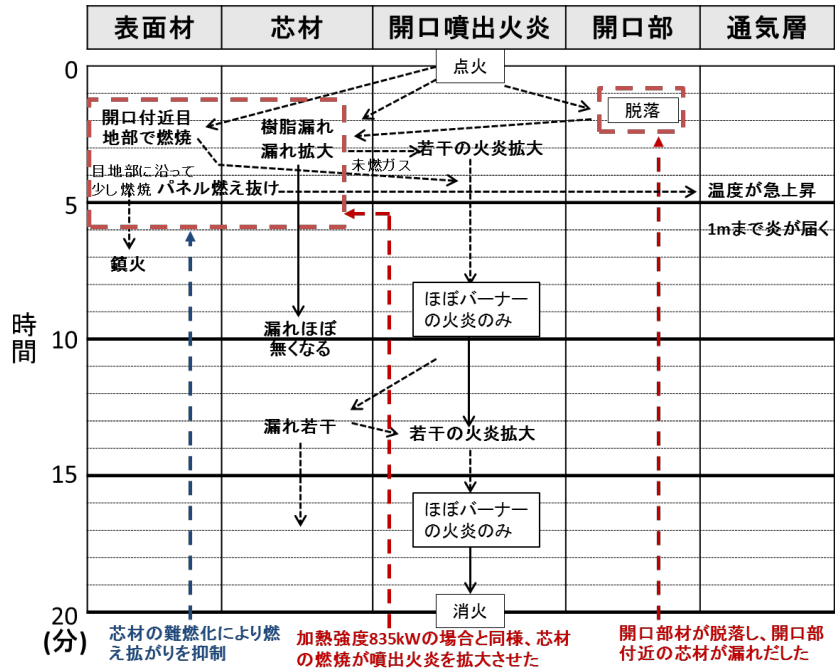 表面材
芯材
開口噴出火炎
開口部
通気層
0
点火
脱落
開口付近目
地部で燃焼
樹脂漏れ
漏れ拡大
若干の火炎拡大
未燃ガス
目地部に沿って
少し燃焼
パネル燃え抜け
温度が急上昇
5
1mまで炎が届く
鎮火
ほぼバーナー
の火炎のみ
時間
漏れほぼ
無くなる
10
漏れ若干
若干の火炎拡大
15
ほぼバーナー
の火炎のみ
20
消火
(分)
芯材の難燃化により燃
え拡がりを抑制
加熱強度835kWの場合と同様、芯材
の燃焼が噴出火炎を拡大させた
開口部材が脱落し、開口部
付近の芯材が漏れだした